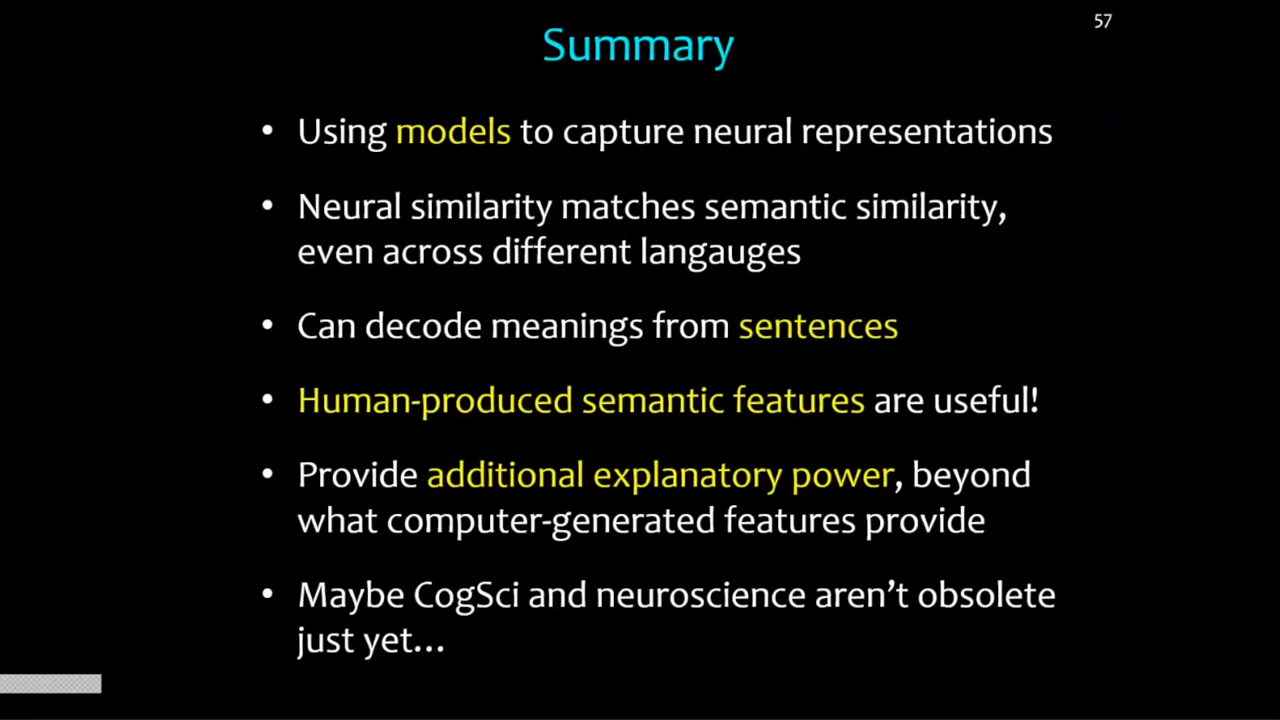 57
Summary
• Using models to capture neural representations
• Neural similarity matches semantic similarity,
even across different langauges
• Can decode meanings from sentences
• Human-produced semantic features are useful!
• Provide additional explanatory power, beyond
what computer-generated features provide
• Maybe CogSci and neuroscience aren’t obsolete
just yet...